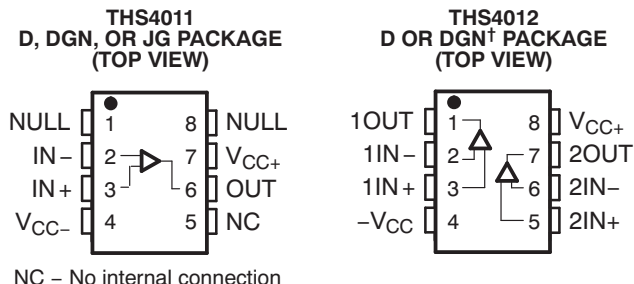 THS4011
D, DGN, OR JG PACKAGE
(TOP VIEW)
NULL 1 8 NULL
IN − 2 7 VCC+
IN + 3 6 OUT
VCC− 4 5 NC
NC − No internal connection
THS4012
D OR DGN† PACKAGE
(TOP VIEW)
1OUT 1 8 VCC+
1IN − 2 7 2OUT
1IN + 3 6 2IN−
−VCC 4 5 2IN+